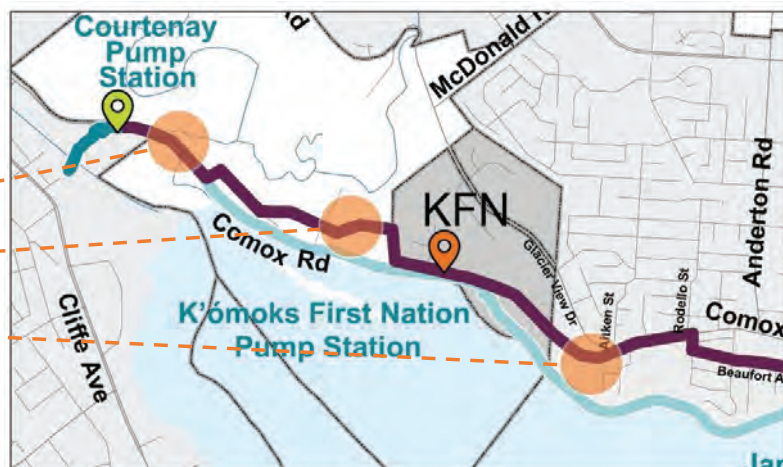 Courtenay
Pump
Station
Rd
McDonald
KFN
Comox Rd
K'ómoks First Nation
Pump Station
Cliffe Ave
Glacier View Dr
Aitken St
Rodello St
Anderton Rd
Comox
Beaufort A